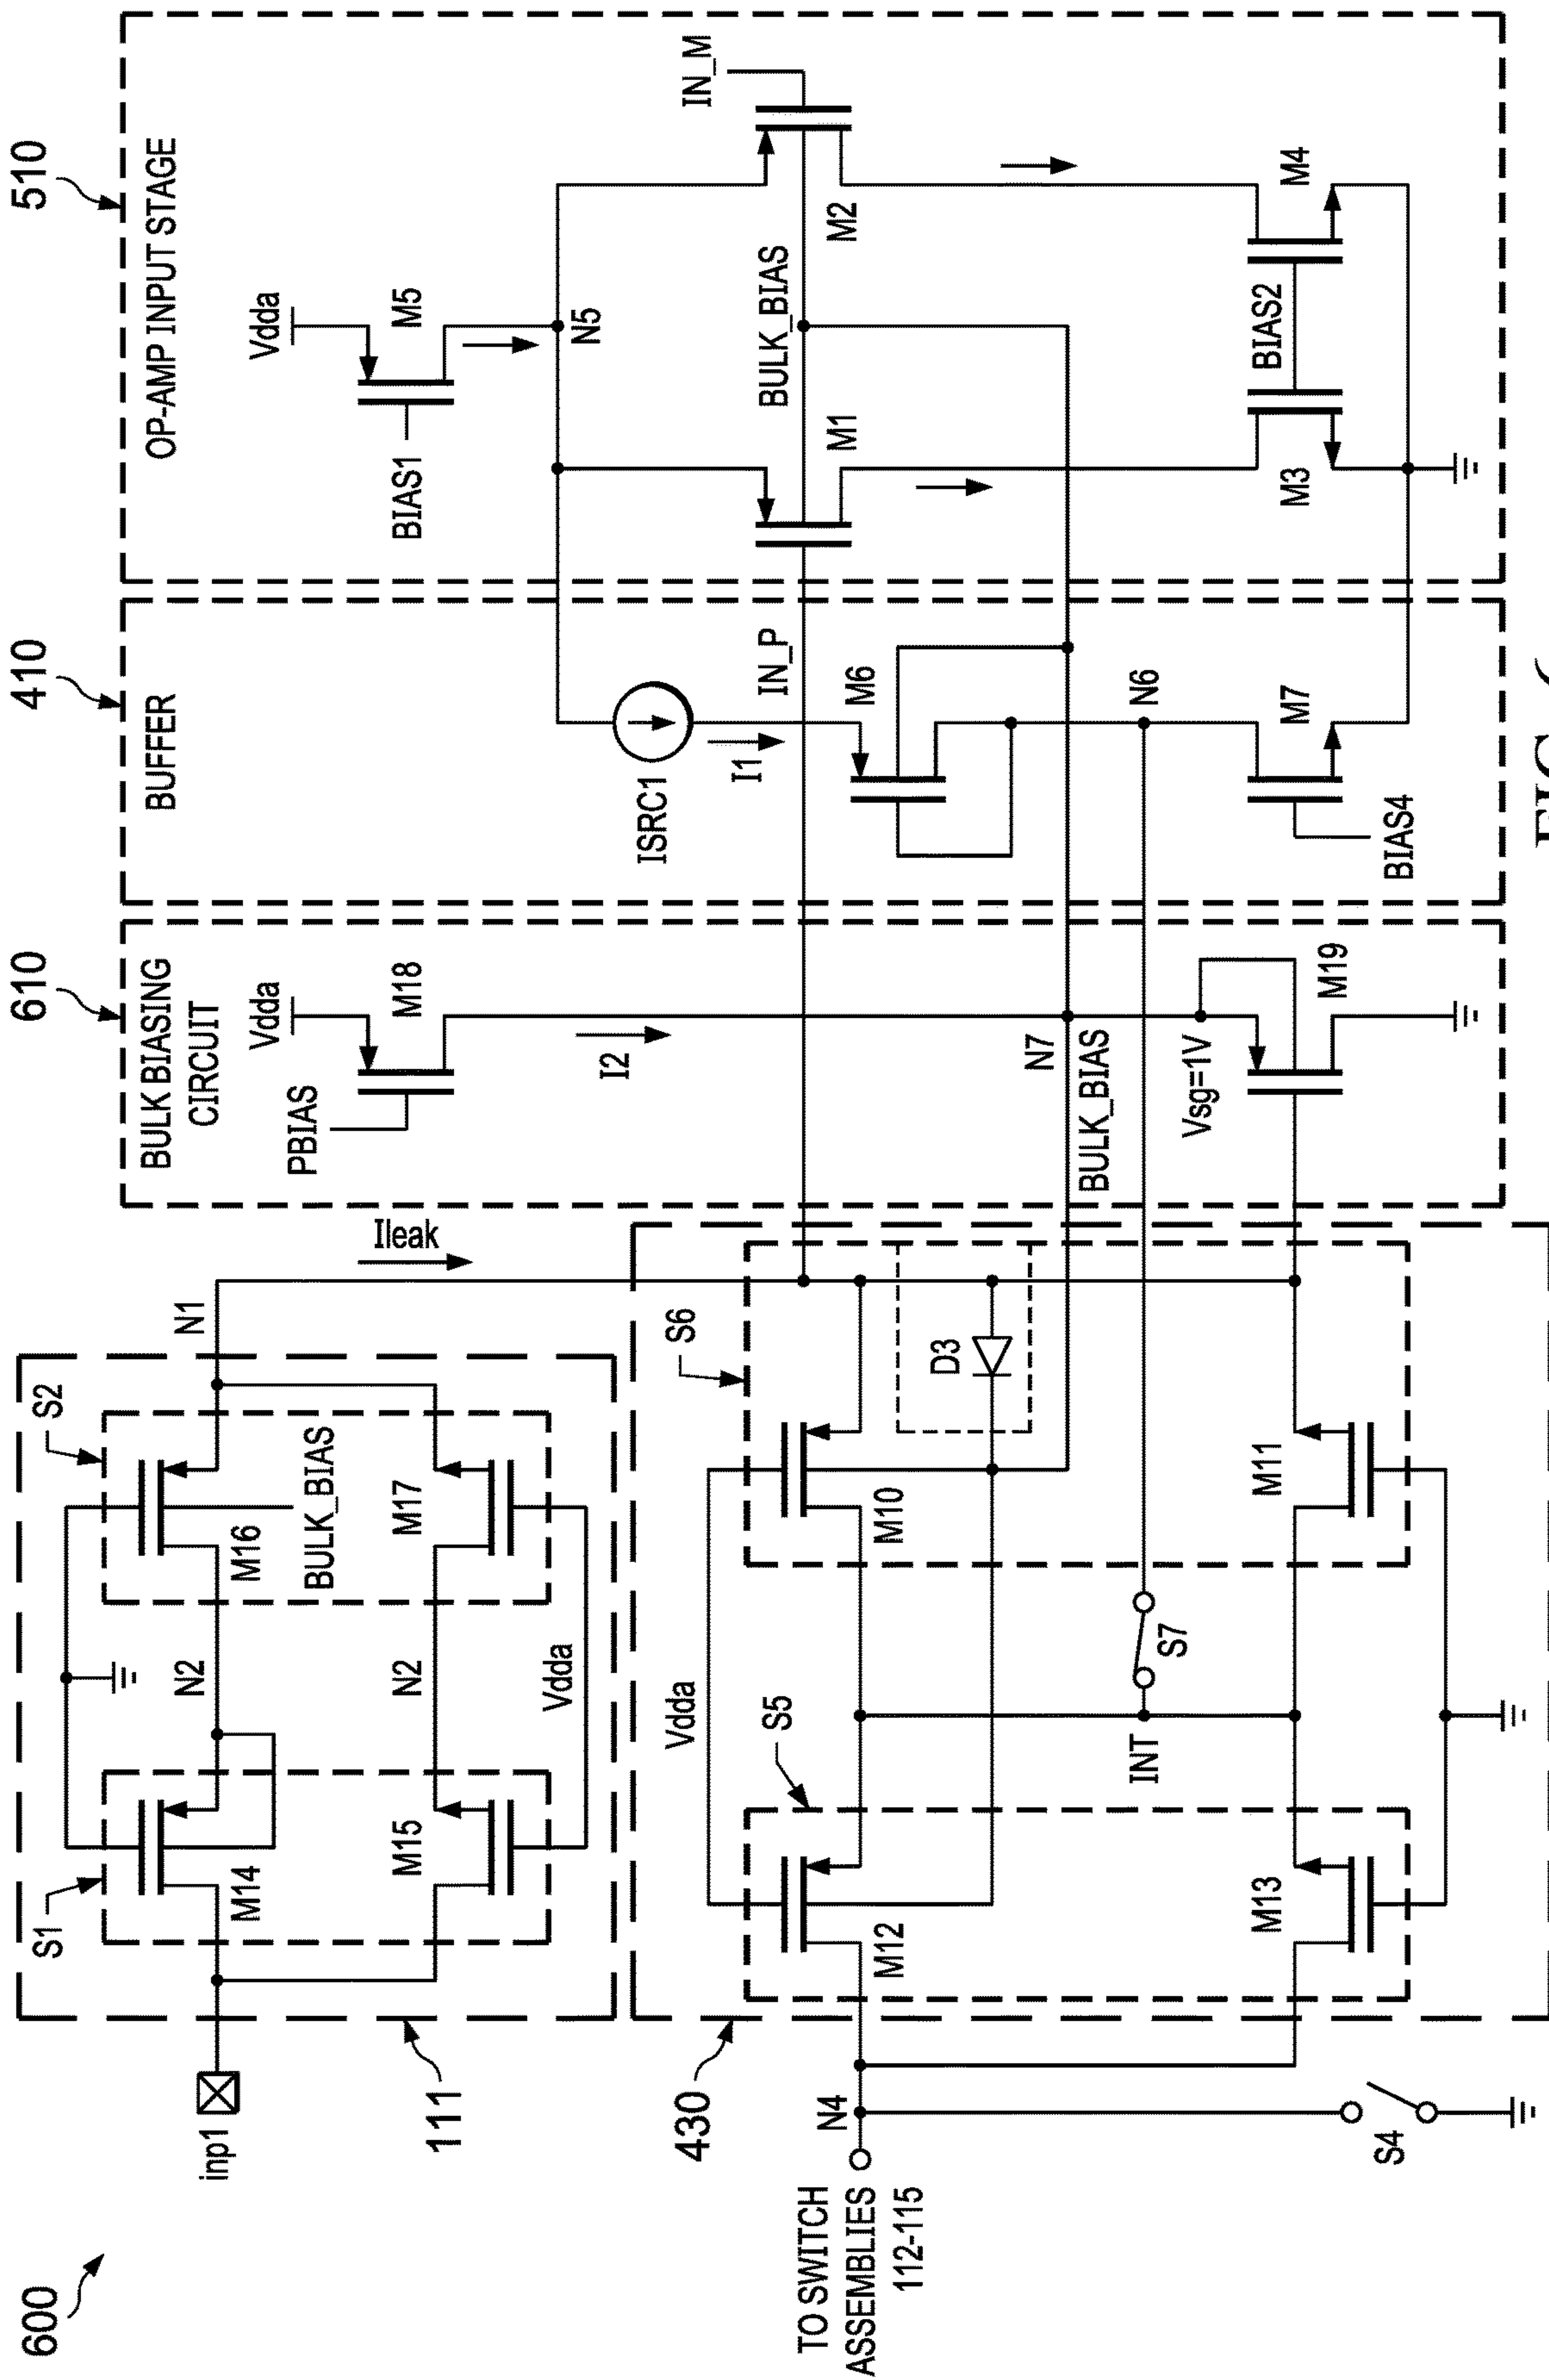 510
OP-AMP INPUT STAGE
Vdda
M5
BIAS1
N5
IN_M
BULK_BIAS
M2
M1
M4
BIAS2
M3
410
BUFFER
ISRC1
I1
IN_P
M6
N6
M7
BIAS4
610
BULK BIASING
CIRCUIT
Vdda
M18
PBIAS
I2
N7
BULK_BIAS
Vsg=1V
M19
Ileak
N1
S2
BULK_BIAS
M16
M17
N2
N2
Vdda
S1
M14
M15
inp1
111
S6
D3
M10
M11
Vdda
S7
S5
INT
M12
M13
430
N4
S4
TO SWITCH
ASSEMBLIES
112-115
600